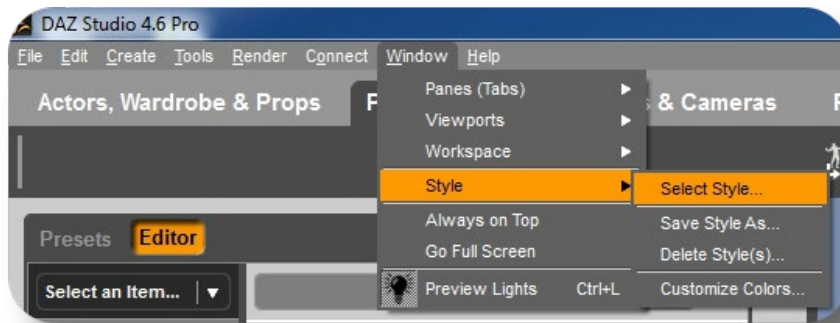 DAZ Studio 4.6 Pro
File Edit Create Tools Render Connect Window Help
Actors, Wardrobe & Props
& Cameras
Panes (Tabs)
Viewports
Workspace
Style
Always on Top
Go Full Screen
Preview Lights Ctrl+L
Select Style...
Save Style As...
Delete Style(s)...
Customize Colors...
Presets Editor
Select an Item...